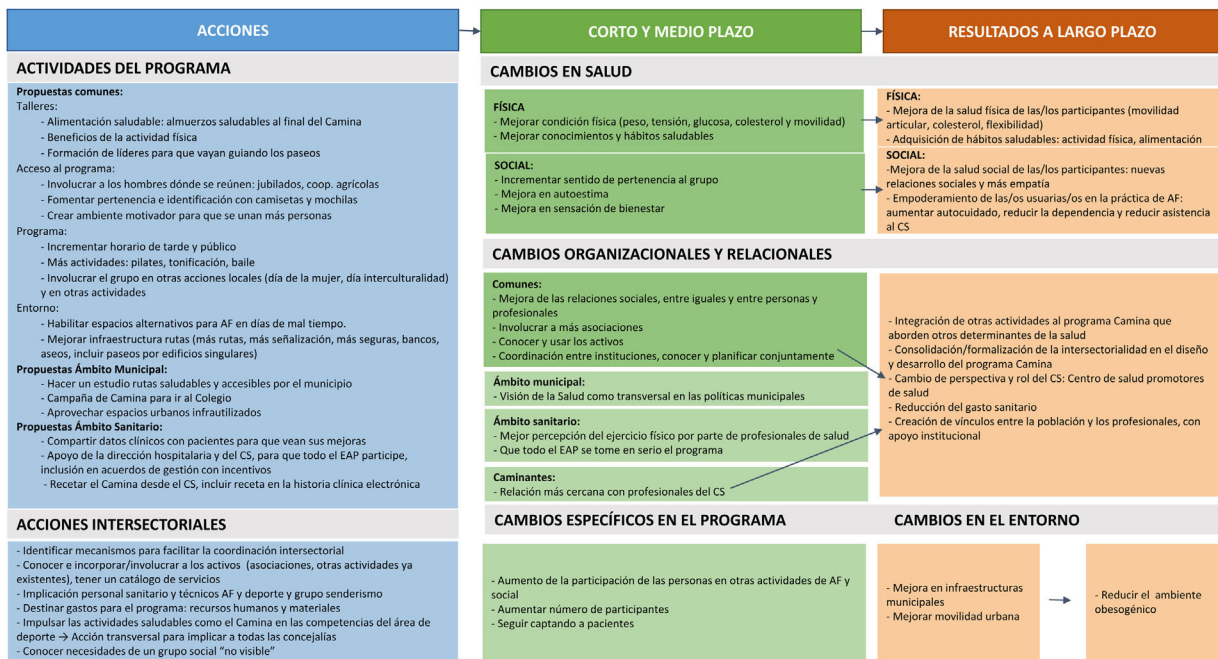 ACCIONES
CORTO Y MEDIO PLAZO
RESULTADOS A LARGO PLAZO
ACTIVIDADES DEL PROGRAMA
Propuestas comunes:
Talleres:
- Alimentación saludable: almuerzos saludables al final del Camina
- Beneficios de la actividad física
- Formación de líderes para que vayan guiando los paseos
Acceso al programa:
- Involucrar a los hombres dónde se reúnen: jubilados, coop. agrícolas
- Fomentar pertenencia e identificación con camisetas y mochilas
- Crear ambiente motivador para que se unan más personas
Programa:
- Incrementar horario de tarde y público
- Más actividades: pilates, tonificación, baile
- Involucrar el grupo en otras acciones locales (día de la mujer, día interculturalidad)
y en otras actividades
Entorno:
- Habilitar espacios alternativos para AF en días de mal tiempo.
- Mejorar infraestructura rutas (más rutas, más señalización, más seguras, bancos,
aseos, incluir paseos por edificios singulares)
Propuestas Ámbito Municipal:
- Hacer un estudio rutas saludables y accesibles por el municipio
- Campaña de Camina para ir al Colegio
- Aprovechar espacios urbanos infrautilizados
Propuestas Ámbito Sanitario:
- Compartir datos clínicos con pacientes para que vean sus mejoras
- Apoyo de la dirección hospitalaria y del CS, para que todo el EAP participe,
inclusión en acuerdos de gestión con incentivos
- Recetar el Camina desde el CS, incluir receta en la historia clínica electrónica
ACCIONES INTERSECTORIALES
- Identificar mecanismos para facilitar la coordinación intersectorial
- Conocer e incorporar/involucrar a los activos (asociaciones, otras actividades ya
existentes), tener un catálogo de servicios
- Implicación personal sanitario y técnicos AF y deporte y grupo senderismo
- Destinar gastos para el programa: recursos humanos y materiales
- Impulsar las actividades saludables como el Camina en las competencias del área de
deporte → Acción transversal para implicar a todas las concejalías
- Conocer necesidades de un grupo social "no visible"
CAMBIOS EN SALUD
FÍSICA
- Mejorar condición física (peso, tensión, glucosa, colesterol y movilidad)
- Mejorar conocimientos y hábitos saludables
FÍSICA:
- Mejora de la salud física de las/los participantes (movilidad
articular, colesterol, flexibilidad)
- Adquisición de hábitos saludables: actividad física, alimentación
SOCIAL:
- Incrementar sentido de pertenencia al grupo
- Mejora en autoestima
- Mejora en sensación de bienestar
SOCIAL:
-Mejora de la salud social de las/los participantes: nuevas
relaciones sociales y más empatía
- Empoderamiento de las/os usuarias/os en la práctica de AF:
aumentar autocuidado, reducir la dependencia y reducir asistencia
al CS
CAMBIOS ORGANIZACIONALES Y RELACIONALES
Comunes:
- Mejora de las relaciones sociales, entre iguales y entre personas y
profesionales
- Involucrar a más asociaciones
- Conocer y usar los activos
- Coordinación entre instituciones, conocer y planificar conjuntamente
Ámbito municipal:
- Visión de la Salud como transversal en las políticas municipales
Ámbito sanitario:
- Mejor percepción del ejercicio físico por parte de profesionales de salud
- Que todo el EAP se tome en serio el programa
Caminantes:
- Relación más cercana con profesionales del CS
- Integración de otras actividades al programa Camina que
aborden otros determinantes de la salud
- Consolidación/formalización de la intersectorialidad en el diseño
y desarrollo del programa Camina
- Cambio de perspectiva y rol del CS: Centro de salud promotores
de salud
- Reducción del gasto sanitario
- Creación de vínculos entre la población y los profesionales, con
apoyo institucional
CAMBIOS ESPECÍFICOS EN EL PROGRAMA
- Aumento de la participación de las personas en otras actividades de AF y
social
- Aumentar número de participantes
- Seguir captando a pacientes
CAMBIOS EN EL ENTORNO
- Mejora en infraestructuras
municipales
- Mejorar movilidad urbana
- Reducir el ambiente
obesogénico